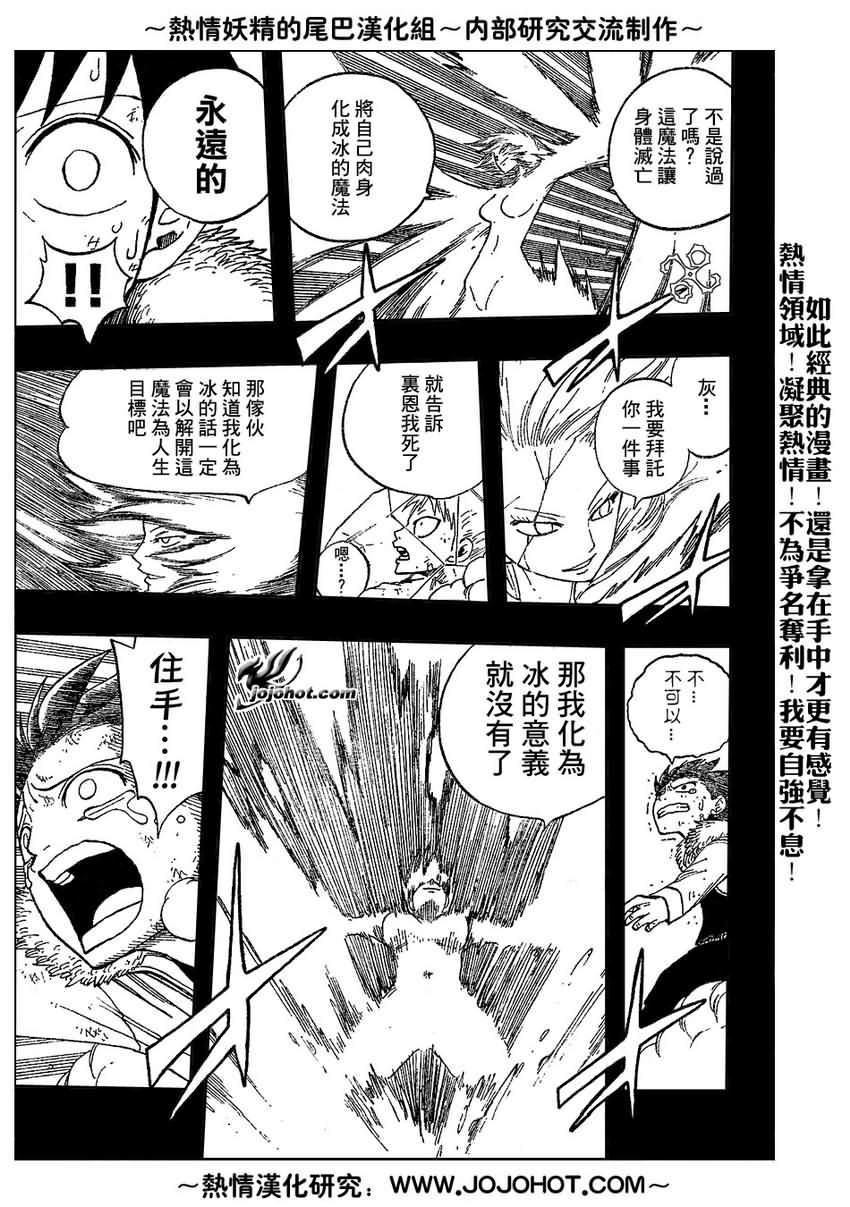 ～熱情妖精的尾巴漢化組～內部研究交流制作～
不是說過
了嗎？
這魔法讓
身體滅亡
將自己肉身
化成冰的魔法
永遠的
!!
灰…
我要拜託
你一件事
就告訴
裏恩我死了
嗯…？
那傢伙
知道我化為
冰的話一定
會以解開這
魔法為人生
目標吧
不…
不可以…
那我化為
冰的意義
就沒有了
jojohot.com
住手…!!!
如此經典的漫畫！還是拿在手中才更有感覺！
熱情領域！凝聚熱情！不為爭名奪利！我要自強不息！
～熱情漢化研究：WWW.JOJOHOT.COM～